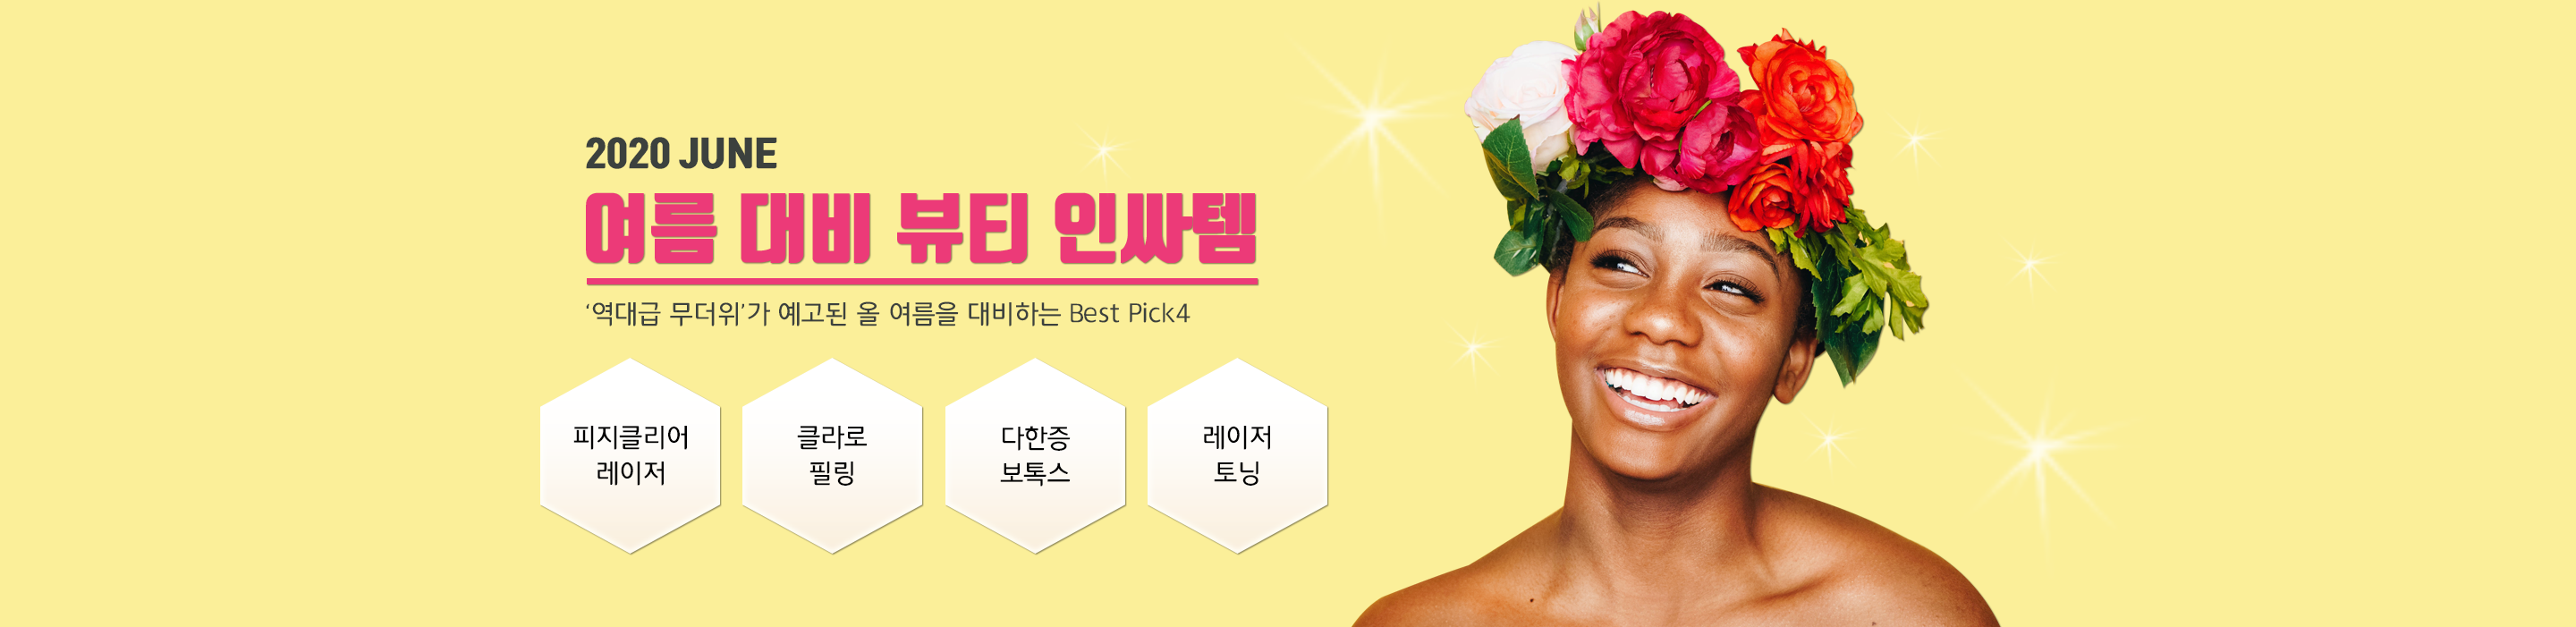 2020 JUNE
여름 대비 뷰티 인싸템
‘역대급 무더위’가 예고된 올 여름을 대비하는 Best Pick4
피지클리어
레이저
클라로
필링
다한증
보톡스
레이저
토닝